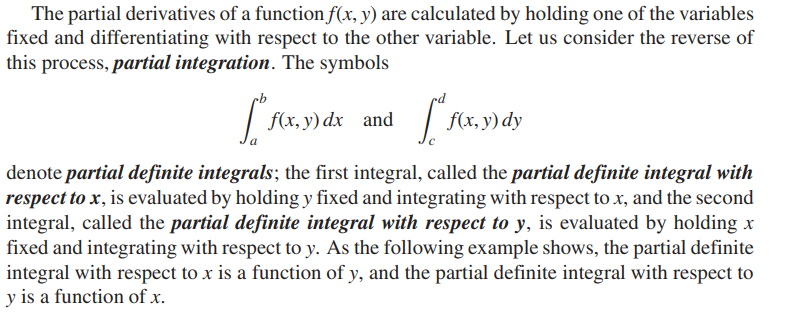 The partial derivatives of a function f(x, y) are calculated by holding one of the variables
fixed and differentiating with respect to the other variable. Let us consider the reverse of
this process, partial integration. The symbols
∫_a^b f(x, y) dx and ∫_c^d f(x, y) dy
denote partial definite integrals; the first integral, called the partial definite integral with
respect to x, is evaluated by holding y fixed and integrating with respect to x, and the second
integral, called the partial definite integral with respect to y, is evaluated by holding x
fixed and integrating with respect to y. As the following example shows, the partial definite
integral with respect to x is a function of y, and the partial definite integral with respect to
y is a function of x.